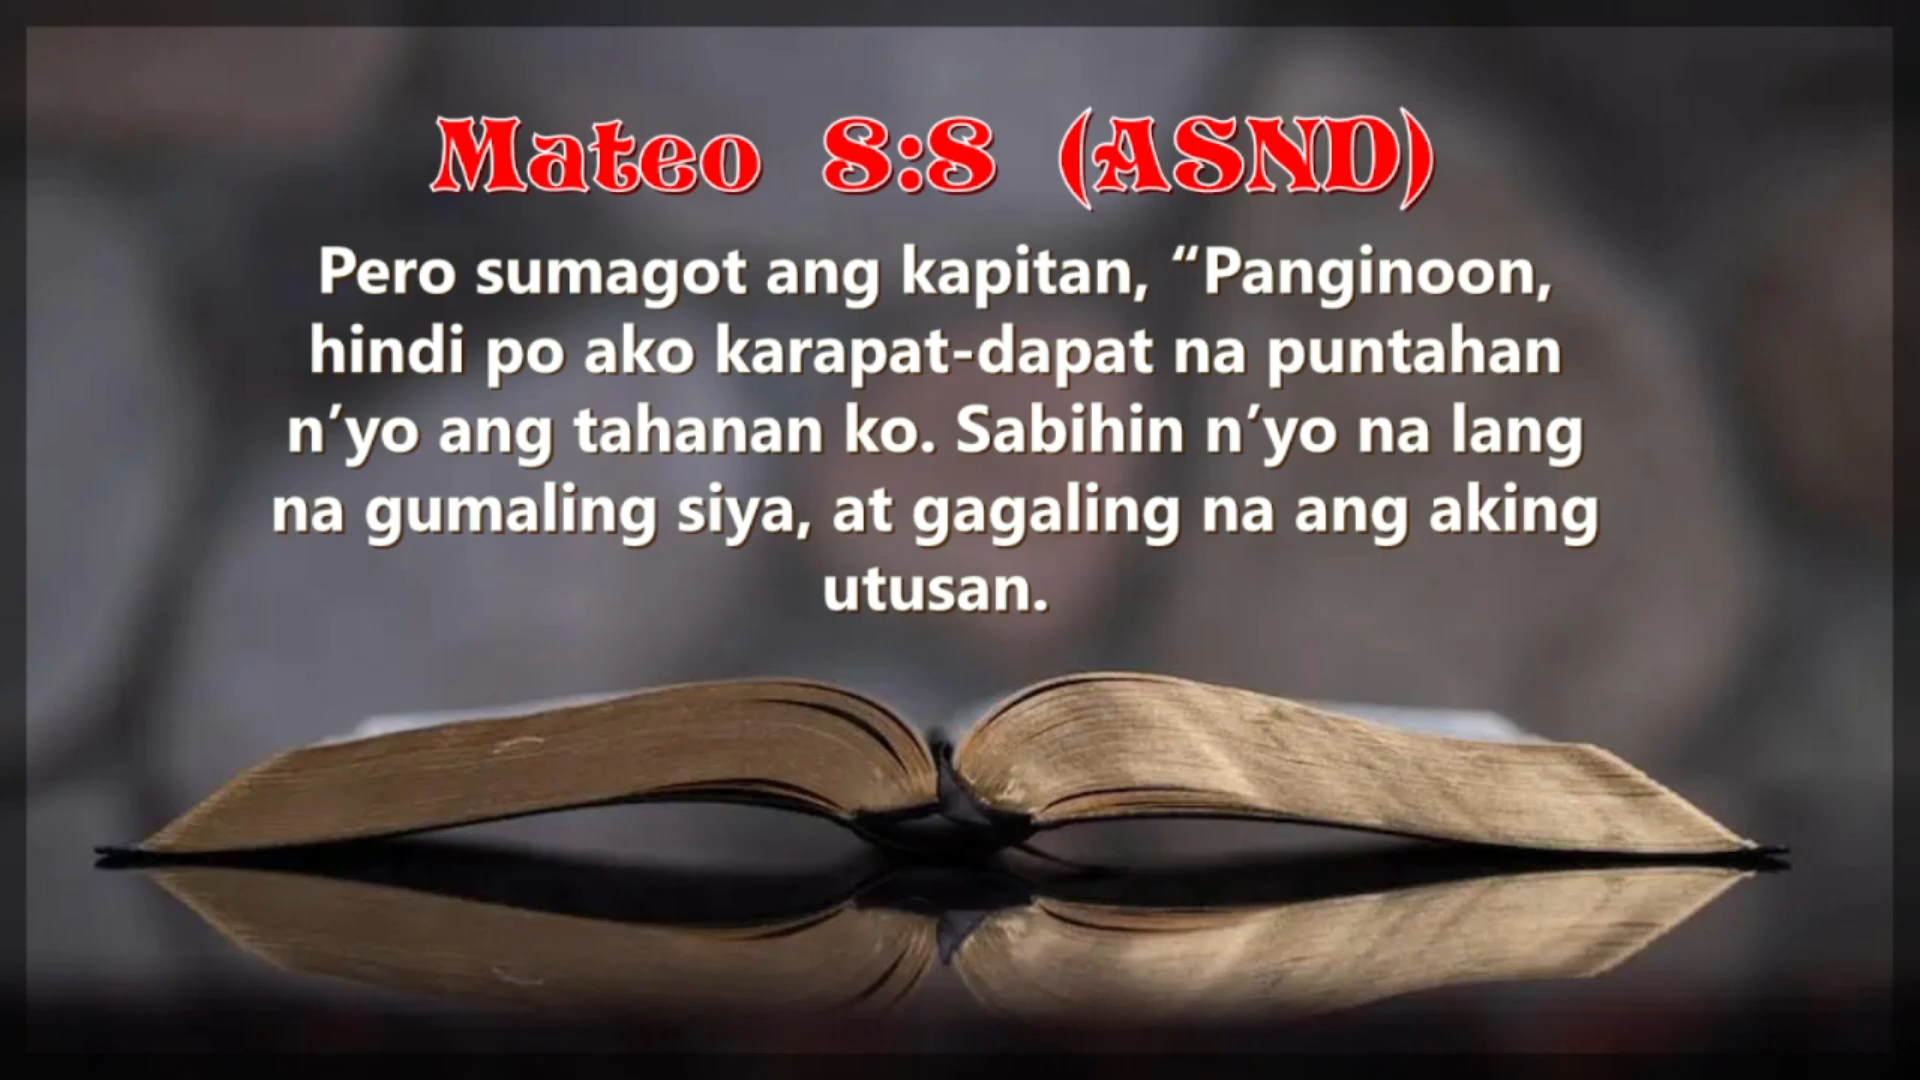 Mateo 8:8 (ASND)
Pero sumagot ang kapitan, “Panginoon,
hindi po ako karapat-dapat na puntahan
n’yo ang tahanan ko. Sabihin n’yo na lang
na gumaling siya, at gagaling na ang aking
utusan.